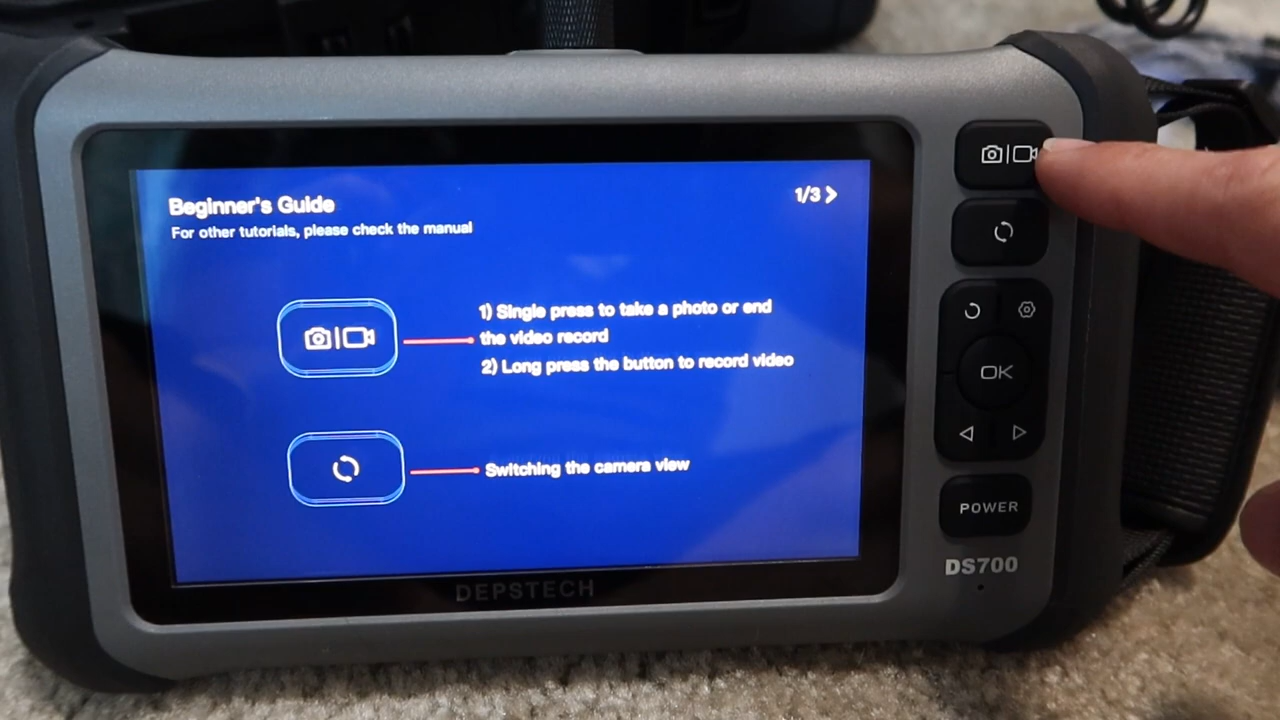 Beginner's Guide
1/3
For other tutorials, please check the manual
1) Single press to take a photo or end
the video record
2) Long press the button to record video
Switching the camera view
DEPSTECH
OK
POWER
DS700